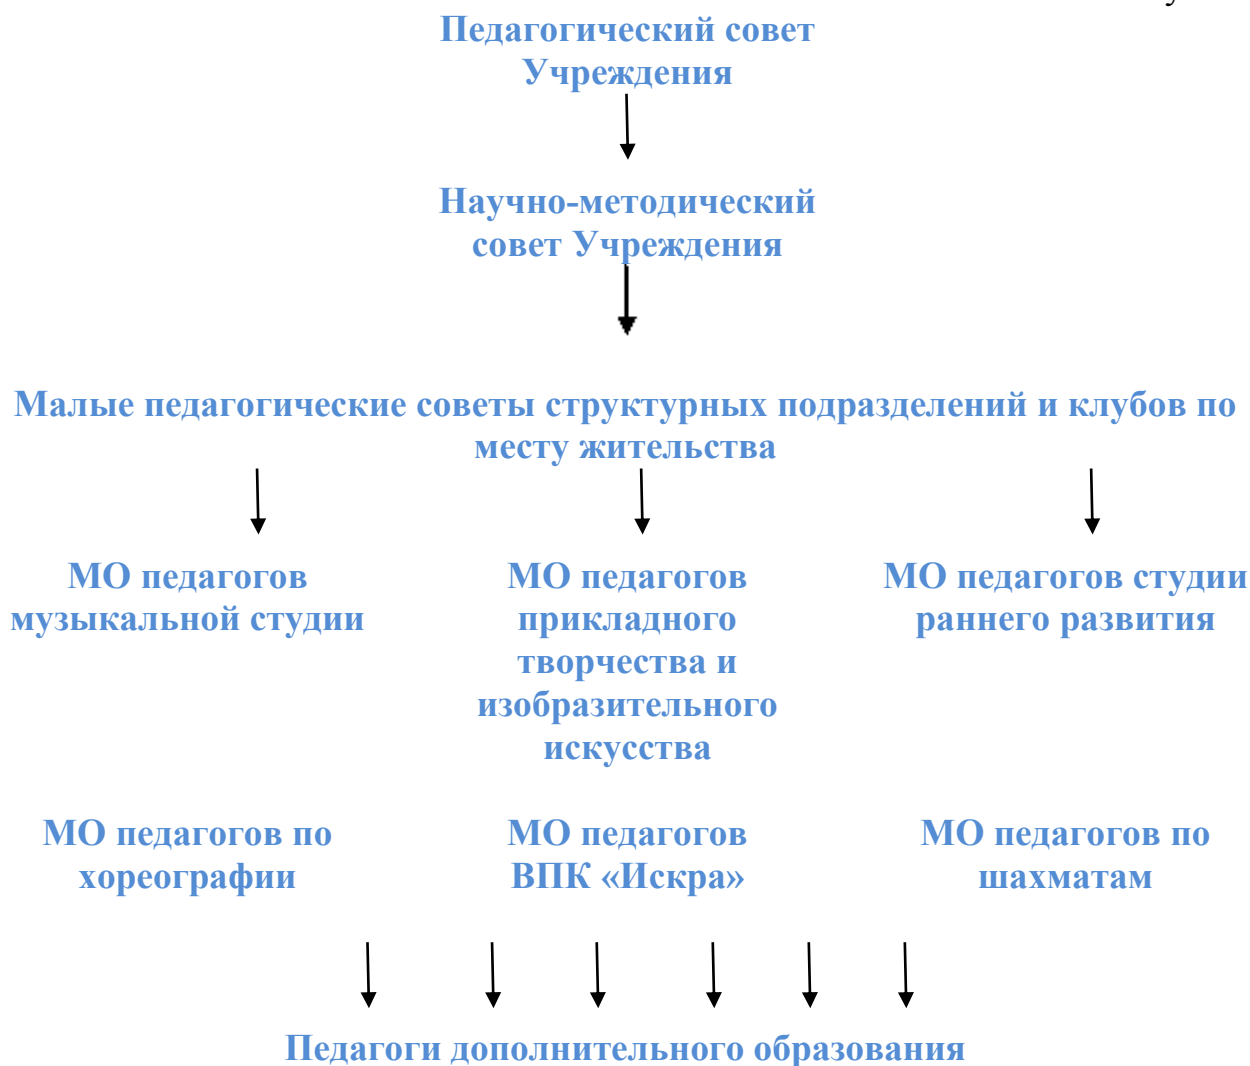 Педагогический совет
Учреждения
Научно-методический
совет Учреждения
Малые педагогические советы структурных подразделений и клубов по
месту жительства
МО педагогов
музыкальной студии
МО педагогов
прикладного
творчества и
изобразительного
искусства
МО педагогов студии
раннего развития
МО педагогов по
хореографии
МО педагогов
ВПК «Искра»
МО педагогов по
шахматам
Педагоги дополнительного образования